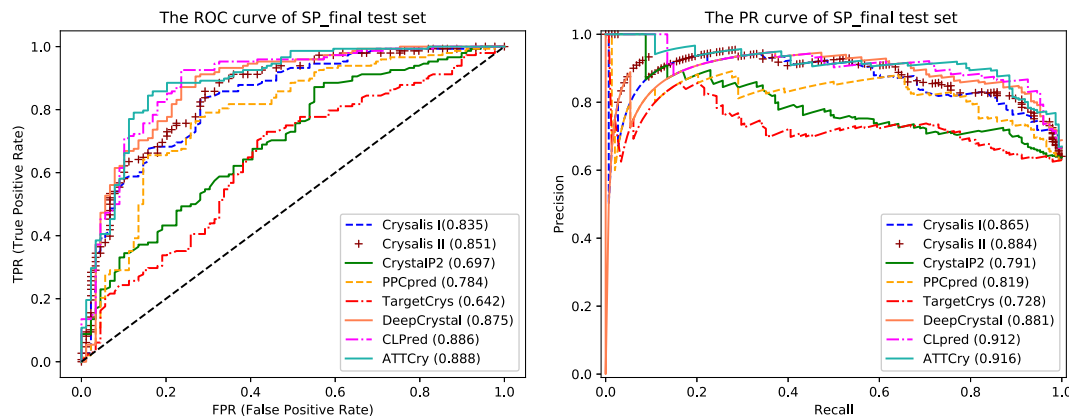 The ROC curve of SP_final test set
TPR (True Positive Rate)
1.0
0.8
0.6
0.4
0.2
0.0
Crysalis I(0.835)
Crysalis II (0.851)
CrystalP2 (0.697)
PPCpred (0.784)
TargetCrys (0.642)
DeepCrystal (0.875)
CLPred (0.886)
ATTCry (0.888)
0.0 0.2 0.4 0.6 0.8 1.0
FPR (False Positive Rate)
The PR curve of SP_final test set
Precision
1.0
0.8
0.6
0.4
0.2
0.0
Crysalis I(0.865)
Crysalis II (0.884)
CrystalP2 (0.791)
PPCpred (0.819)
TargetCrys (0.728)
DeepCrystal (0.881)
CLpred (0.912)
ATTCry (0.916)
0.0 0.2 0.4 0.6 0.8 1.0
Recall